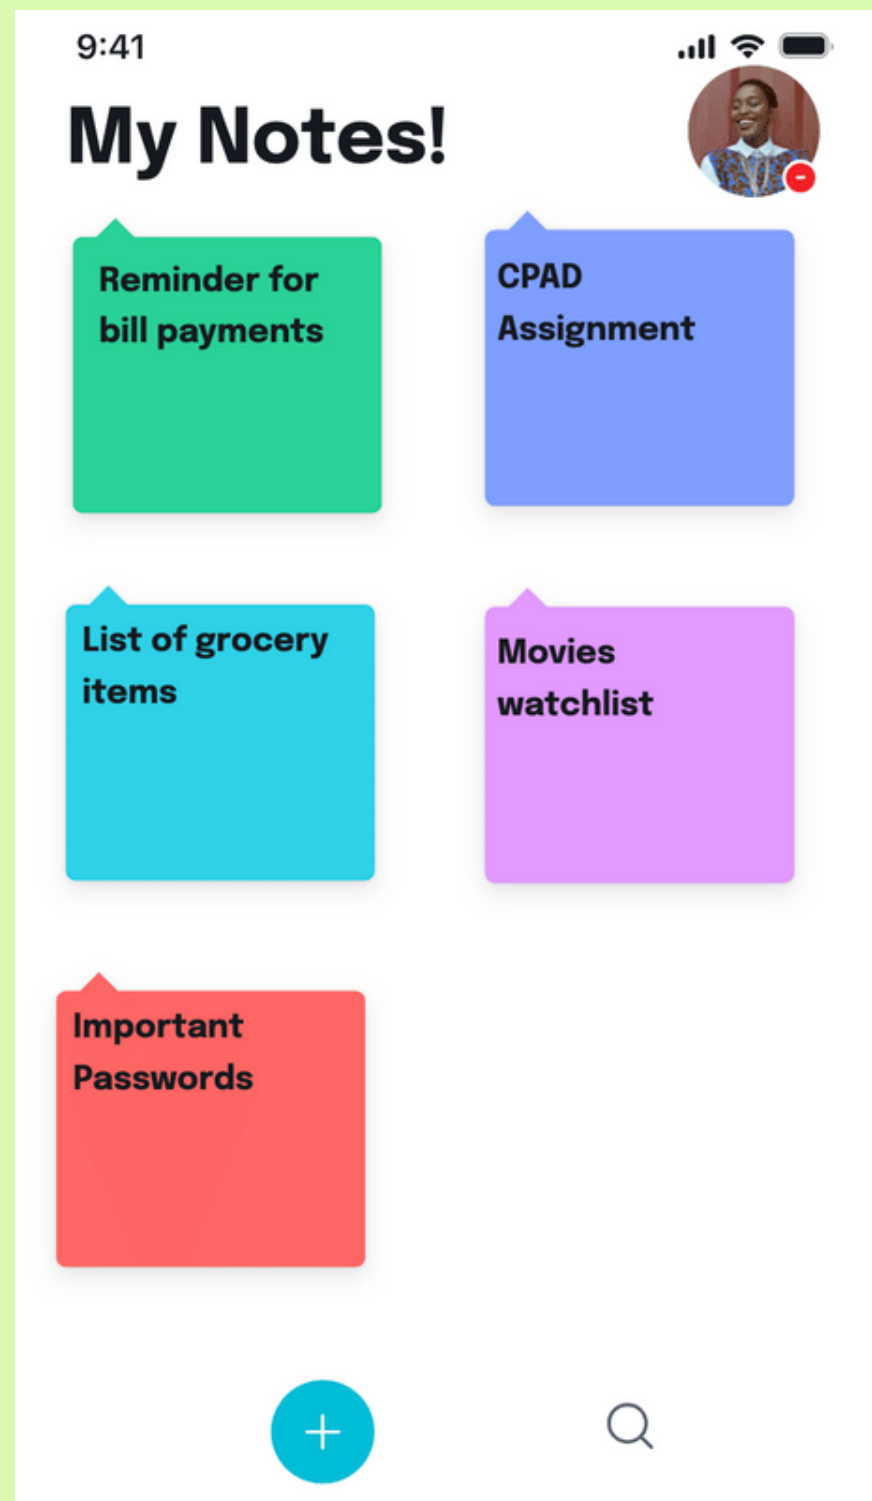 9:41
My Notes!
Reminder for
bill payments
CPAD
Assignment
List of grocery
items
Movies
watchlist
Important
Passwords